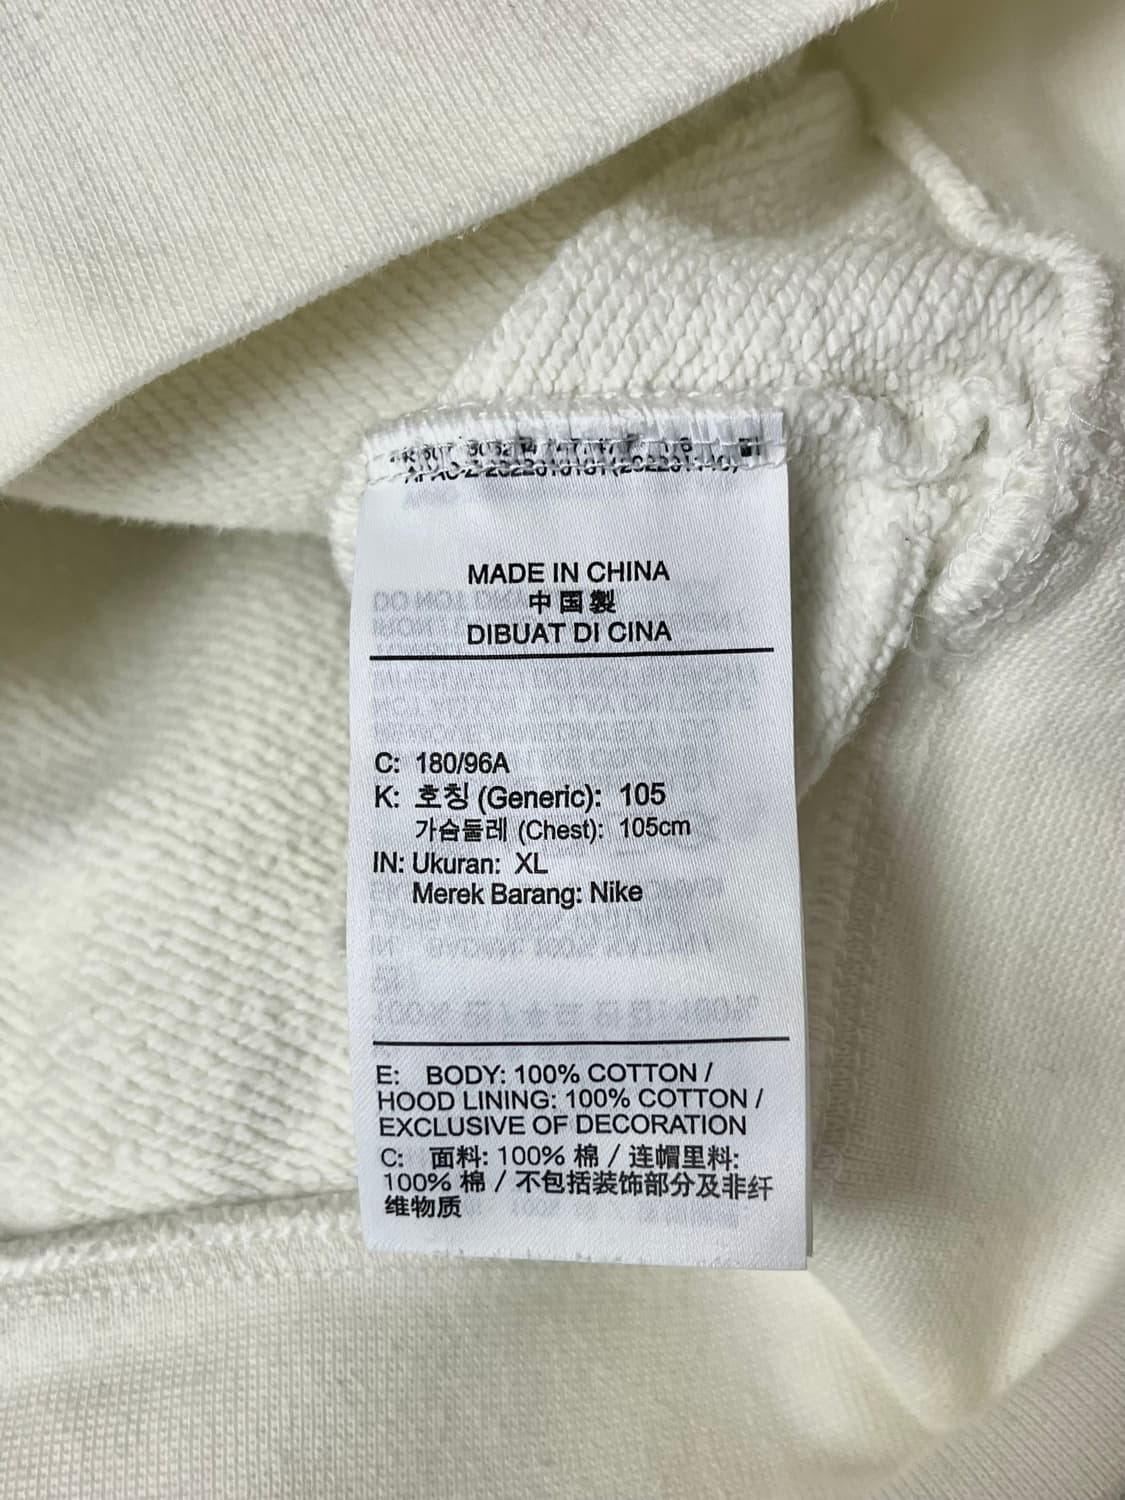 MADE IN CHINA
中国製
DIBUAT DI CINA
C: 180/96A
K: 호칭 (Generic): 105
가슴둘레 (Chest): 105cm
IN: Ukuran: XL
Merek Barang: Nike
E: BODY: 100% COTTON /
HOOD LINING: 100% COTTON /
EXCLUSIVE OF DECORATION
C: 面料: 100% 棉 / 连帽里料:
100% 棉 / 不包括装饰部分及非纤
维物质